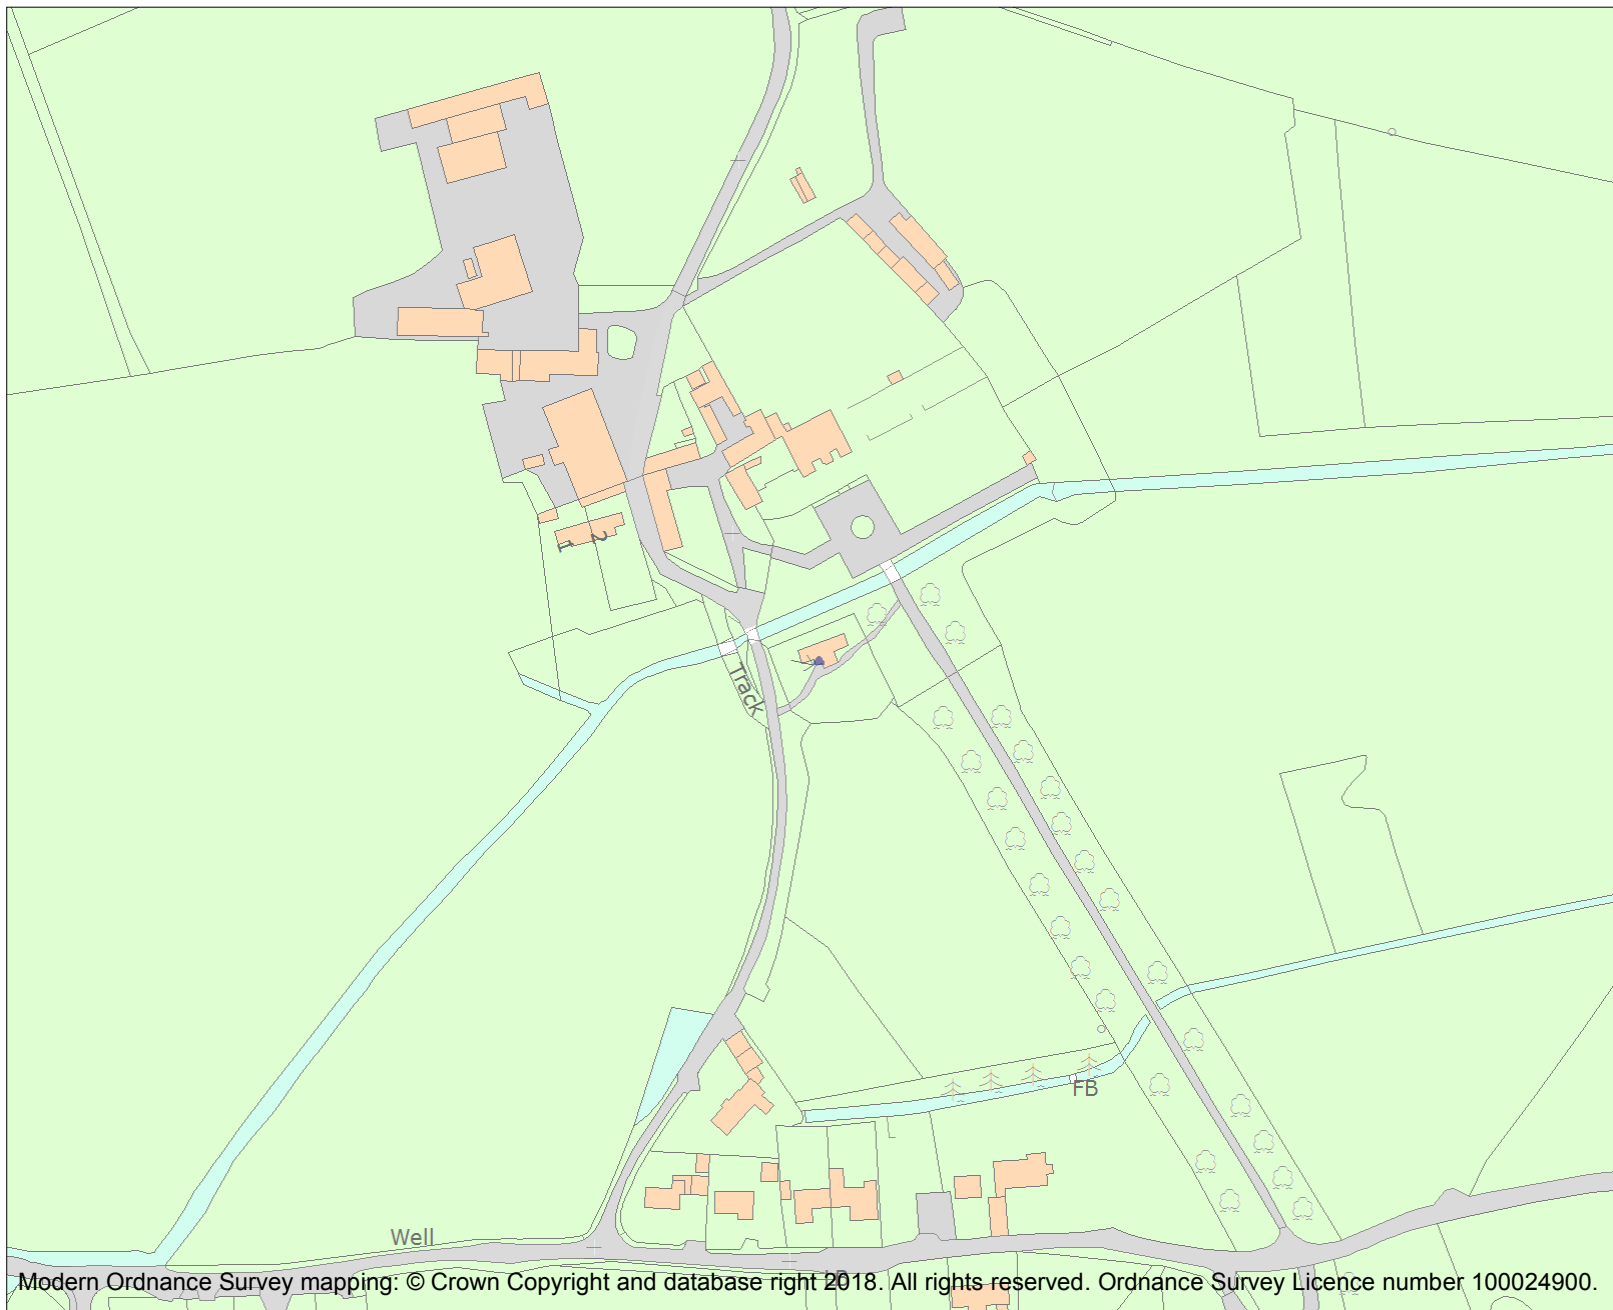 1
2
Track
FB
Well
LB
Modern Ordnance Survey mapping: © Crown Copyright and database right 2018. All rights reserved. Ordnance Survey Licence number 100024900.